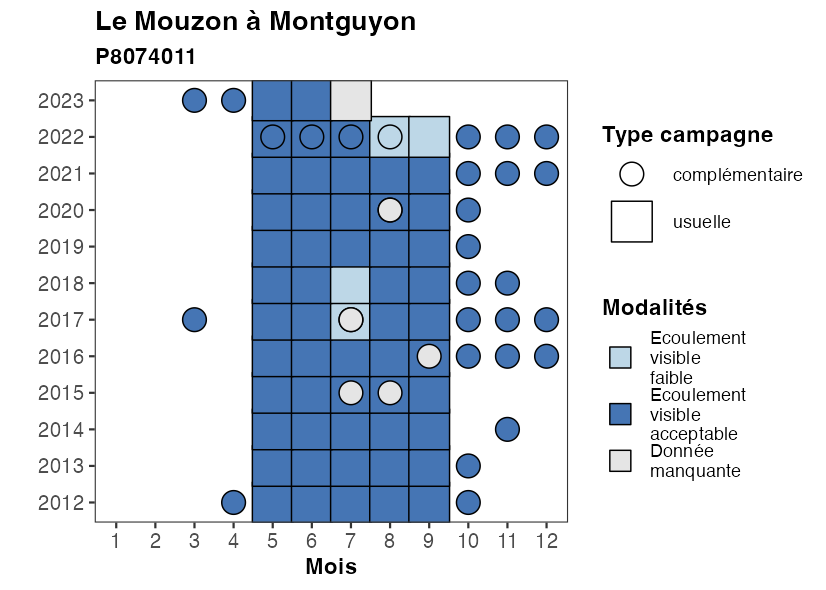 Le Mouzon à Montguyon
P8074011
2023
2022
2021
2020
2019
2018
2017
2016
2015
2014
2013
2012
1 2 3 4 5 6 7 8 9 10 11 12
Mois
Type campagne
complémentaire
usuelle
Modalités
Ecoulement
visible
faible
Ecoulement
visible
acceptable
Donnée
manquante